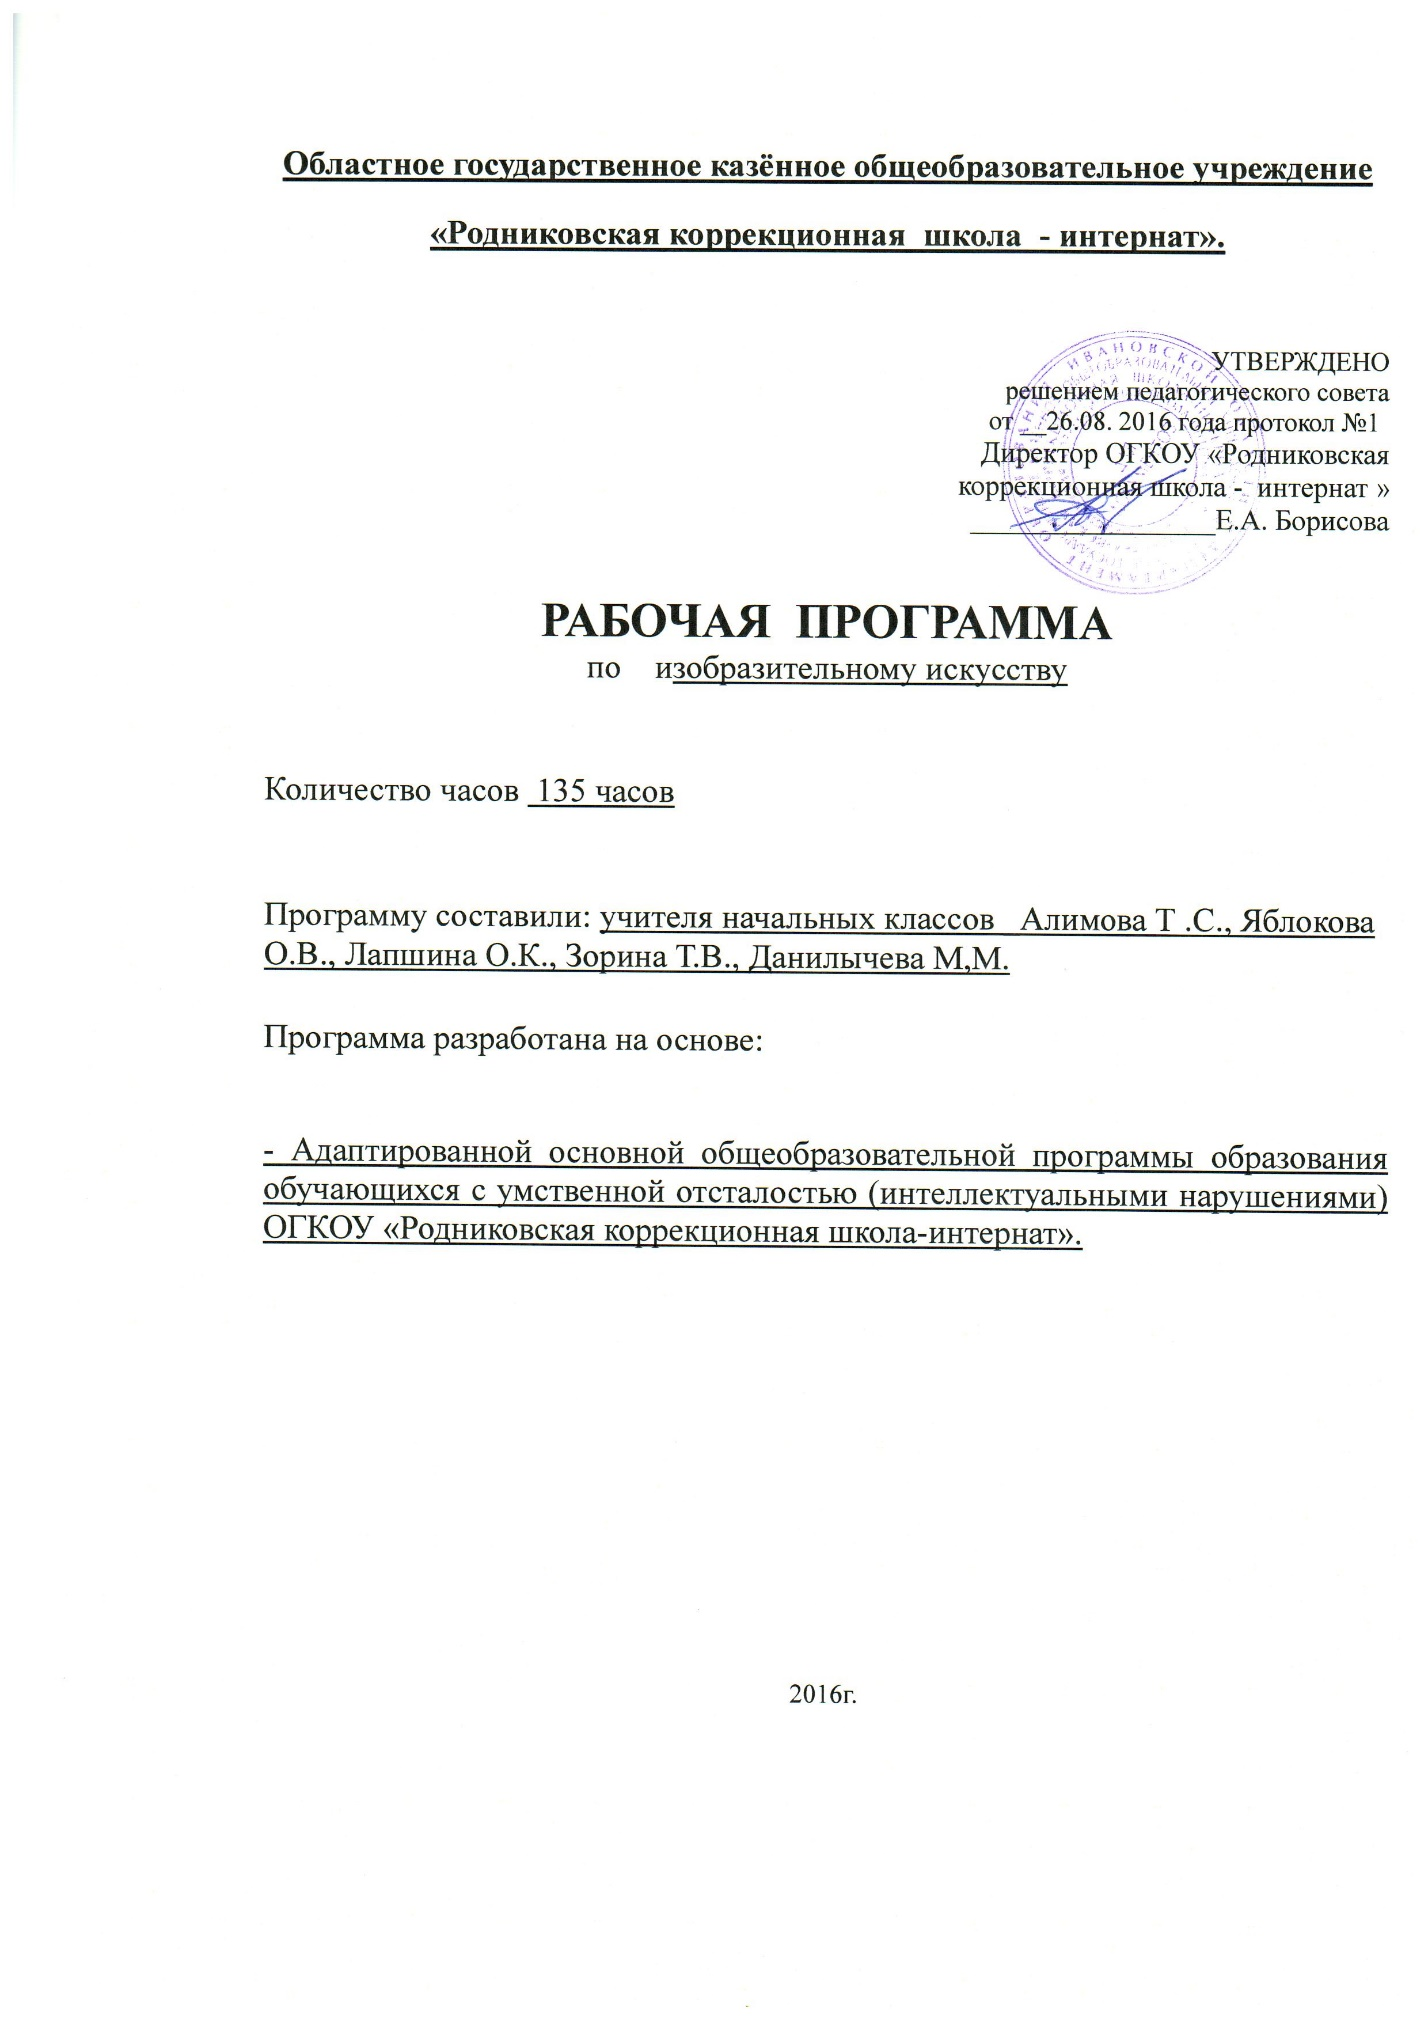 Областное государственное казённое общеобразовательное учреждение
«Родниковская коррекционная школа - интернат».
УТВЕРЖДЕНО
решением педагогического совета
от __26.08. 2016 года протокол №1
Директор ОГКОУ «Родниковская
коррекционная школа - интернат »
__________________Е.А. Борисова
РАБОЧАЯ ПРОГРАММА
по изобразительному искусству
Количество часов 135 часов
Программу составили: учителя начальных классов Алимова Т .С., Яблокова
О.В., Лапшина О.К., Зорина Т.В., Данилычева М,М.
Программа разработана на основе:
- Адаптированной основной общеобразовательной программы образования
обучающихся с умственной отсталостью (интеллектуальными нарушениями)
ОГКОУ «Родниковская коррекционная школа-интернат».
2016г.
ИВАНОВСКОЙ